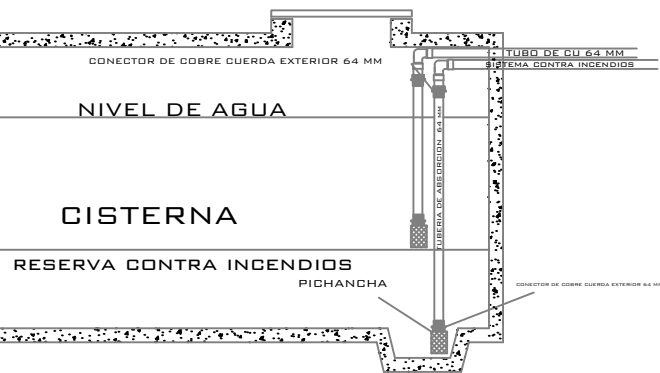 TUBO DE CU 64 MM
CONECTOR DE COBRE CUERDA EXTERIOR 64 MM
SISTEMA CONTRA INCENDIOS
NIVEL DE AGUA
TUBERIA DE ABSORCION 64 MM
CISTERNA
RESERVA CONTRA INCENDIOS
PICHANCHA
CONECTOR DE COBRE CUERDA EXTERIOR 64 MM